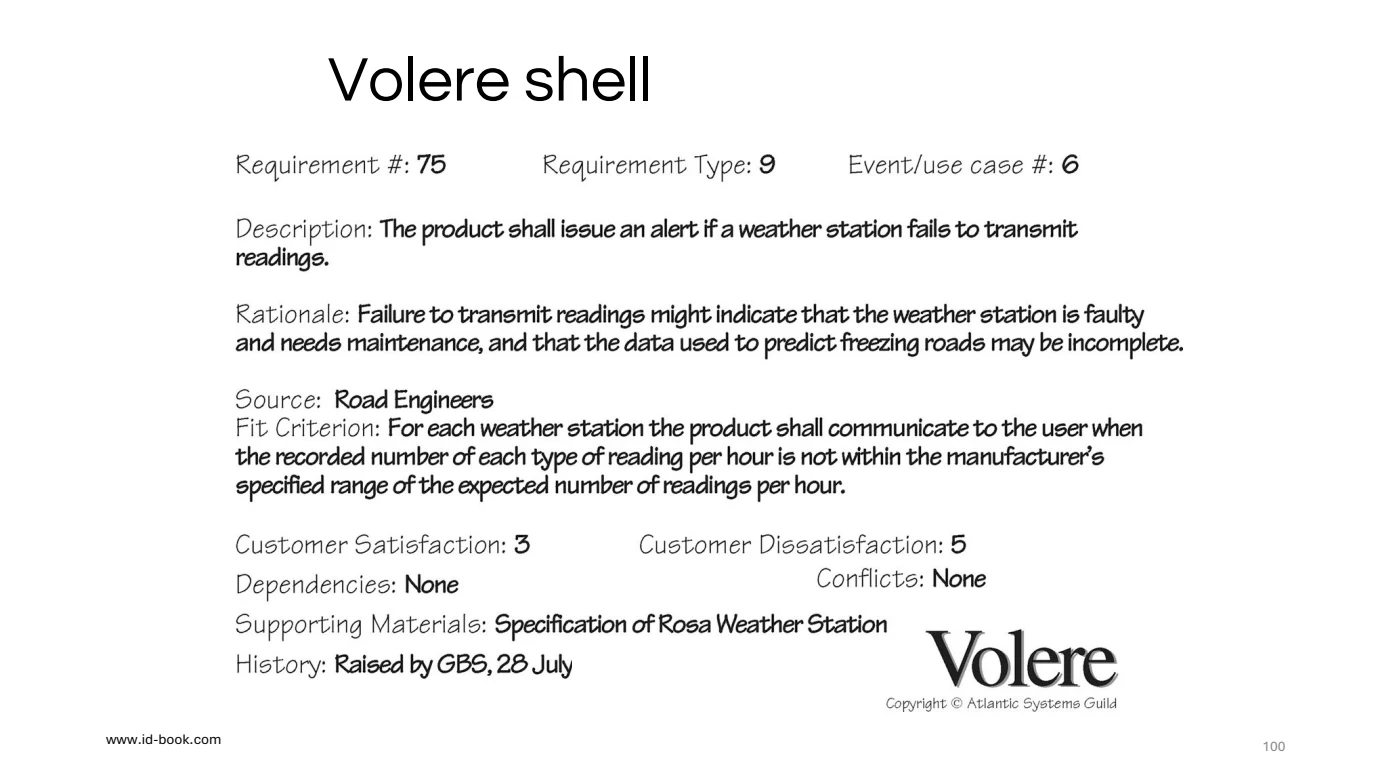 Volere shell
Requirement #: 75 Requirement Type: 9 Event/use case #: 6
Description: The product shall issue an alert if a weather station fails to transmit
readings.
Rationale: Failure to transmit readings might indicate that the weather station is faulty
and needs maintenance, and that the data used to predict freezing roads may be incomplete.
Source: Road Engineers
Fit Criterion: For each weather station the product shall communicate to the user when
the recorded number of each type of reading per hour is not within the manufacturer's
specified range of the expected number of readings per hour.
Customer Satisfaction: 3 Customer Dissatisfaction: 5
Dependencies: None Conflicts: None
Supporting Materials: Specification of Rosa Weather Station
History: Raised by GBS, 28 July
Volere
Copyright © Atlantic Systems Guild
www.id-book.com 100